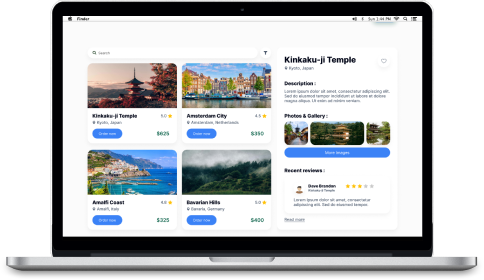 Finder
Sun 1:44 PM
Search
Kinkaku-ji Temple
5.0
Kyoto, Japan
Order now
$625
Amsterdam City
4.5
Amsterdam, Netherlands
Order now
$350
Amalfi Coast
4.5
Amalfi, Italy
Order now
$325
Bavarian Hills
5.0
Bavaria, Germany
Order now
$400
Kinkaku-ji Temple
Kyoto, Japan
Description :
Lorem ipsum dolor sit amet, consectetur adipiscing elit.
Sed do eiusmod tempor incididunt ut labore et dolore
magna aliqua. Ut enim ad minim veniam.
Photos & Gallery :
More images
Recent reviews :
Dave Brandon
Kinkaku-ji Temple
Lorem ipsum dolor sit amet, consectetur
adipiscing elit. Sed do eiusmod tempor.
Read more